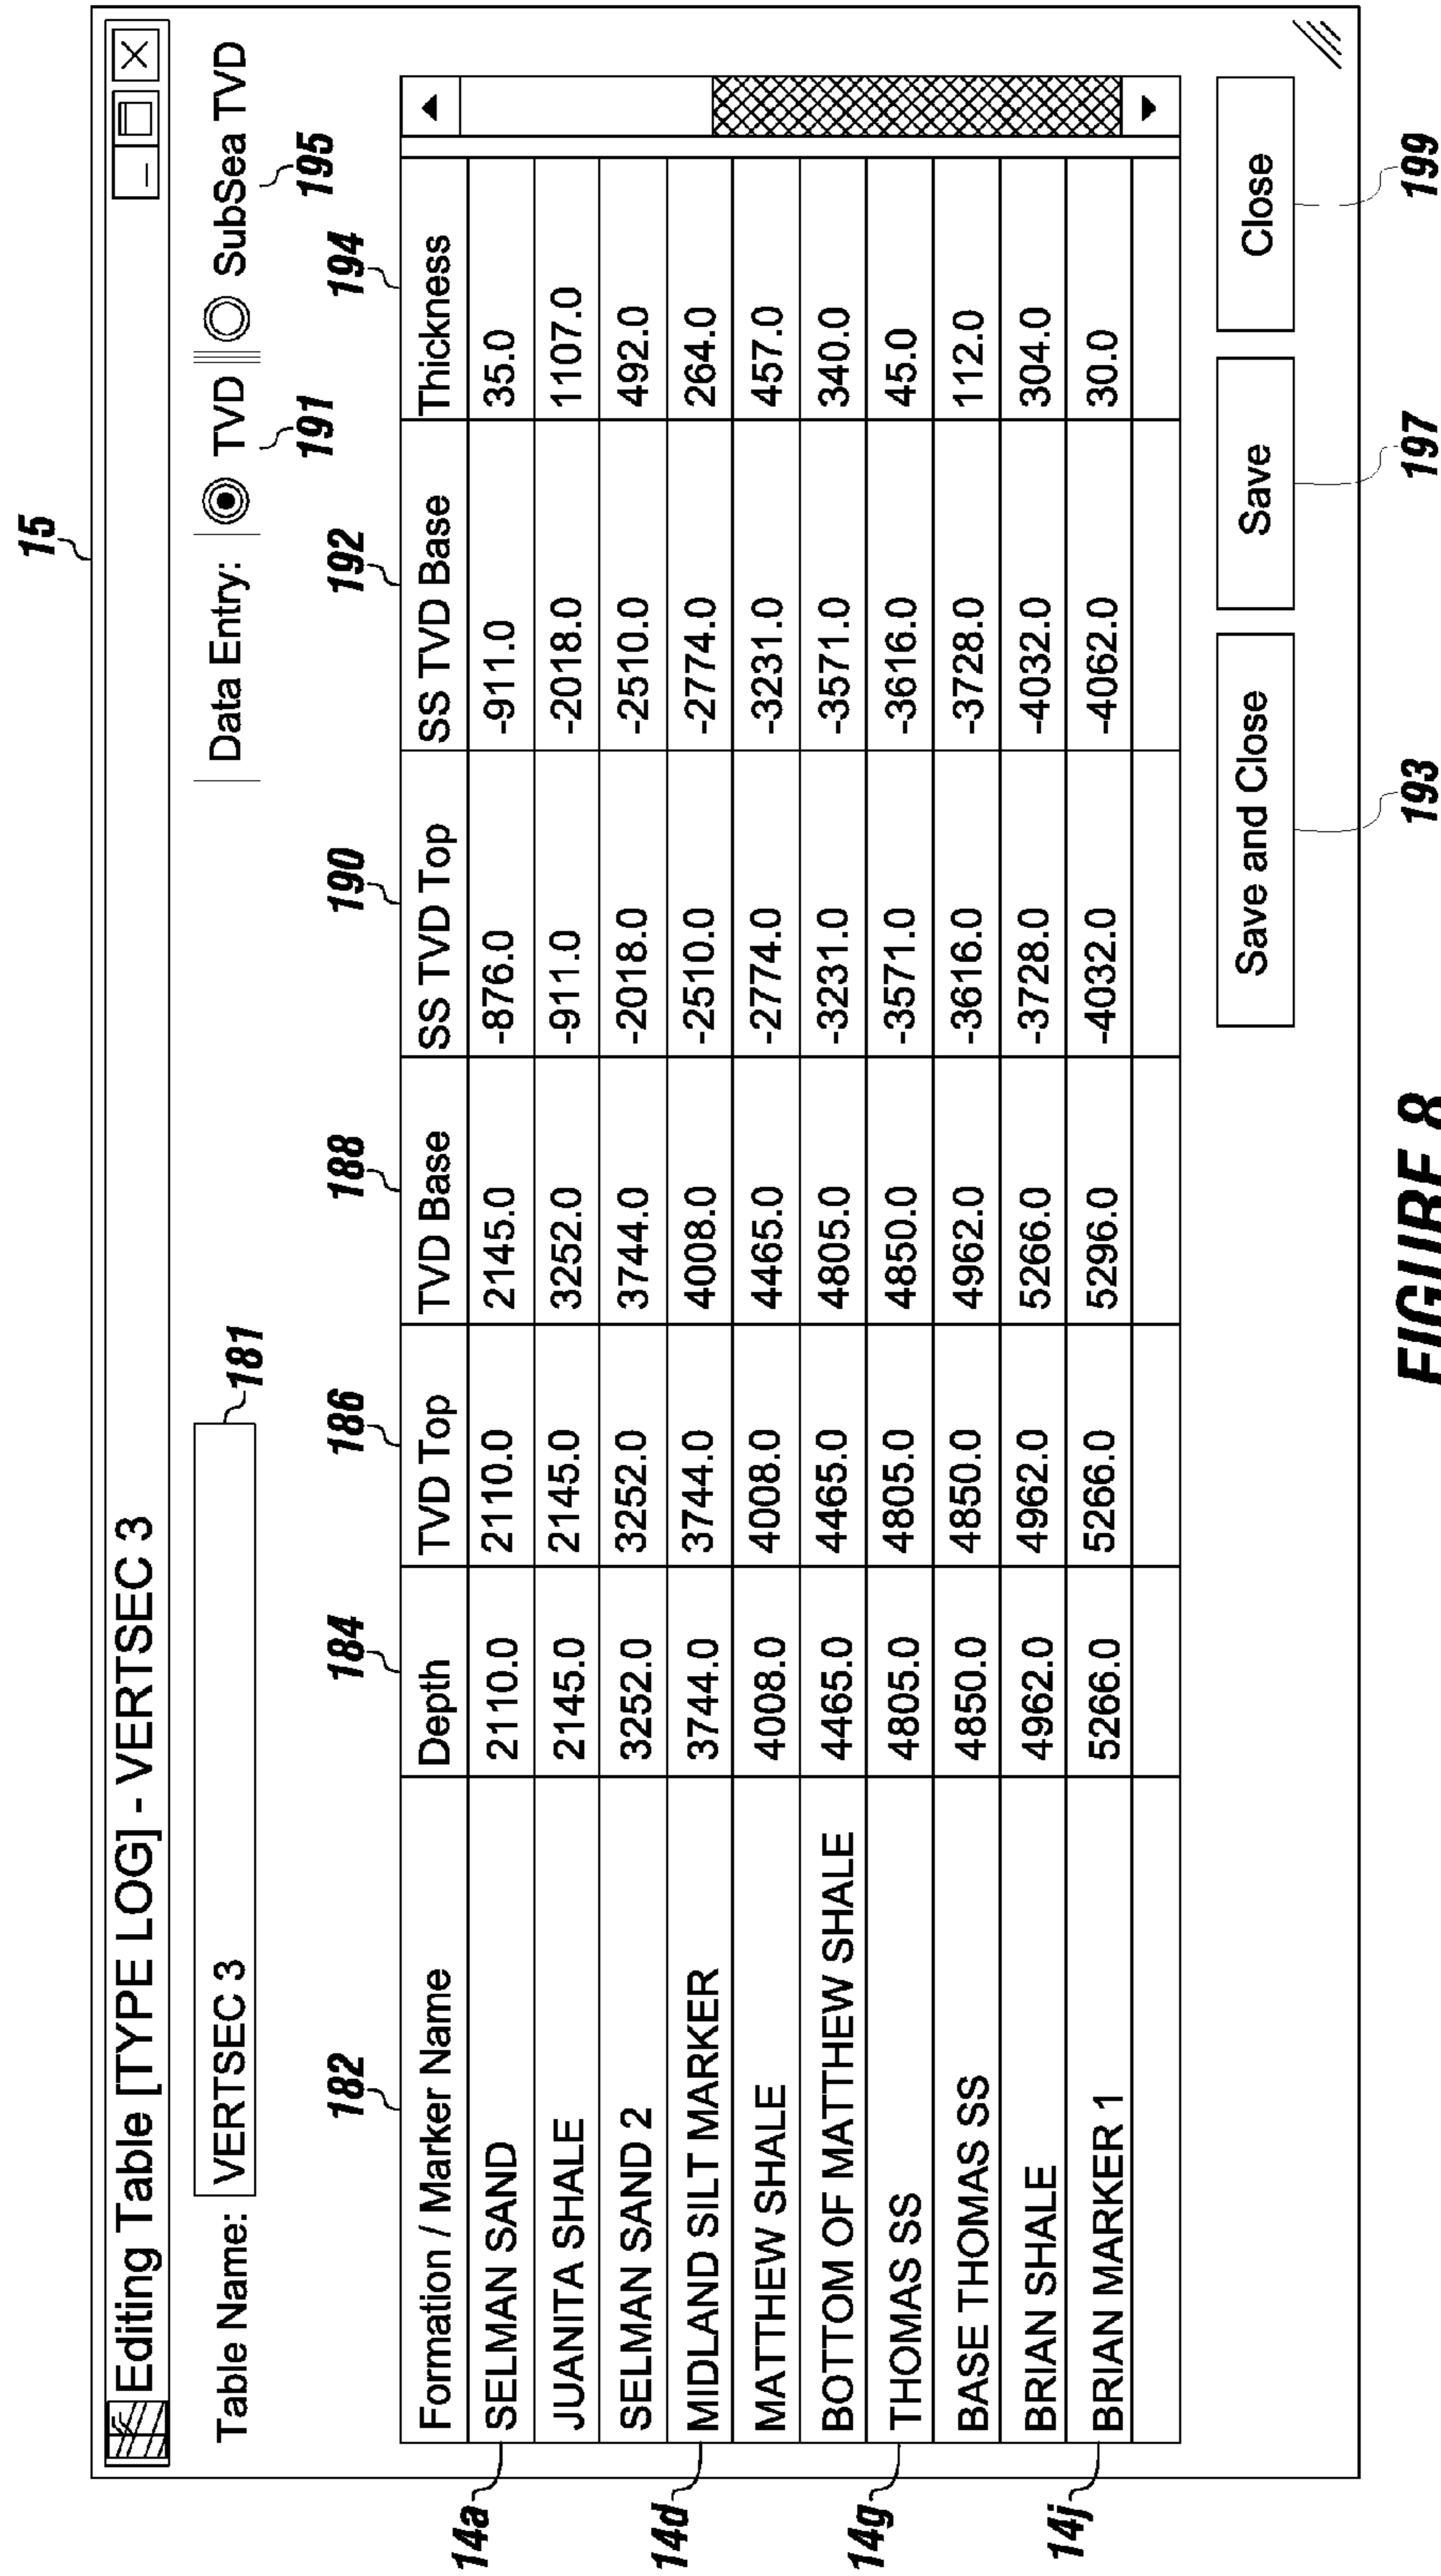 15
Editing Table [TYPE LOG] - VERTSEC 3
Table Name: VERTSEC 3 181 Data Entry: TVD SubSea TVD
191 195
182 184 186 188 190 192 194
Formation / Marker Name Depth TVD Top TVD Base SS TVD Top SS TVD Base Thickness
14a SELMAN SAND 2110.0 2110.0 2145.0 -876.0 -911.0 35.0
JUANITA SHALE 2145.0 2145.0 3252.0 -911.0 -2018.0 1107.0
SELMAN SAND 2 3252.0 3252.0 3744.0 -2018.0 -2510.0 492.0
14d MIDLAND SILT MARKER 3744.0 3744.0 4008.0 -2510.0 -2774.0 264.0
MATTHEW SHALE 4008.0 4008.0 4465.0 -2774.0 -3231.0 457.0
BOTTOM OF MATTHEW SHALE 4465.0 4465.0 4805.0 -3231.0 -3571.0 340.0
14g THOMAS SS 4805.0 4805.0 4850.0 -3571.0 -3616.0 45.0
BASE THOMAS SS 4850.0 4850.0 4962.0 -3616.0 -3728.0 112.0
BRIAN SHALE 4962.0 4962.0 5266.0 -3728.0 -4032.0 304.0
14j BRIAN MARKER 1 5266.0 5266.0 5296.0 -4032.0 -4062.0 30.0
Save and Close Save Close
193 197 199
FIGURE 8